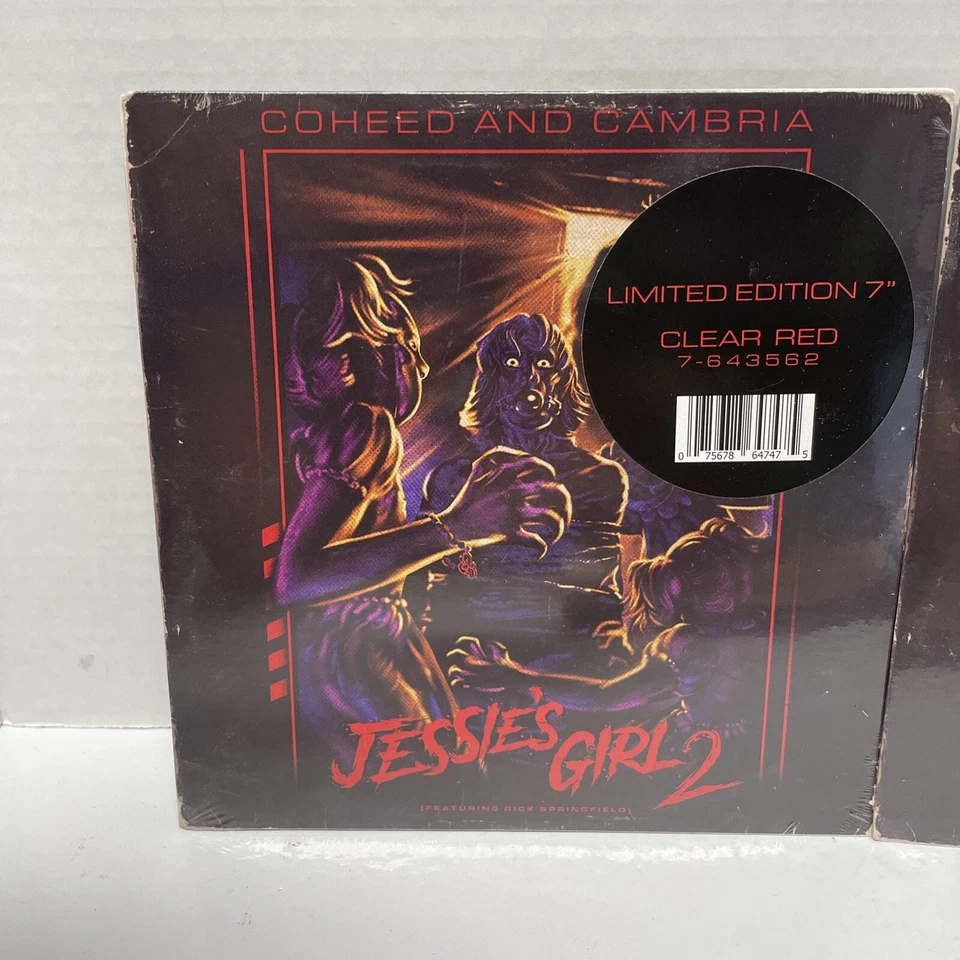 COHEED AND CAMBRIA
LIMITED EDITION 7”
CLEAR RED
7-643562
0 75678 64747 5
JESSIE'S GIRL 2
[FEATURING RICK SPRINGFIELD]